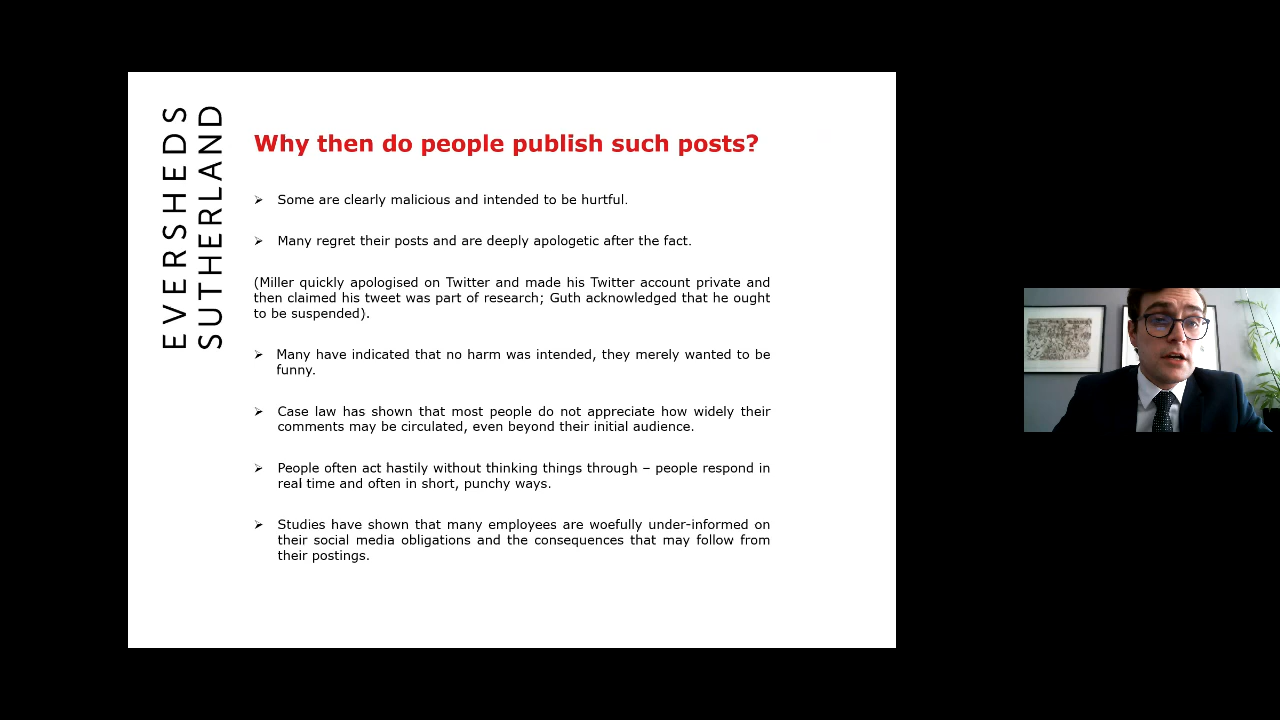 EVERSHEDS
SUTHERLAND
Why then do people publish such posts?
➢ Some are clearly malicious and intended to be hurtful.
➢ Many regret their posts and are deeply apologetic after the fact.
(Miller quickly apologised on Twitter and made his Twitter account private and
then claimed his tweet was part of research; Guth acknowledged that he ought
to be suspended).
➢ Many have indicated that no harm was intended, they merely wanted to be
funny.
➢ Case law has shown that most people do not appreciate how widely their
comments may be circulated, even beyond their initial audience.
➢ People often act hastily without thinking things through – people respond in
real time and often in short, punchy ways.
➢ Studies have shown that many employees are woefully under-informed on
their social media obligations and the consequences that may follow from
their postings.